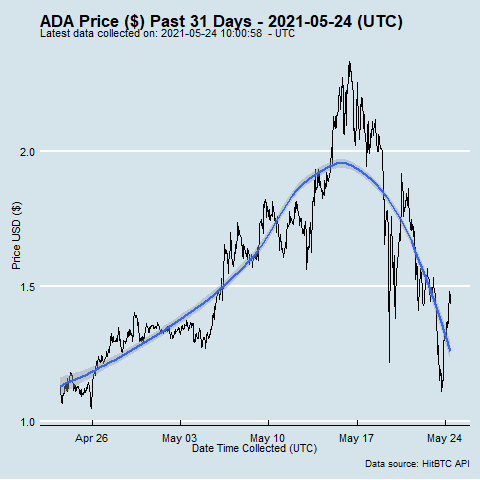 ADA Price ($) Past 31 Days - 2021-05-24 (UTC)
Latest data collected on: 2021-05-24 10:00:58 - UTC
2.0
1.5
1.0
Price USD ($)
Apr 26
May 03
May 10
May 17
May 24
Date Time Collected (UTC)
Data source: HitBTC API